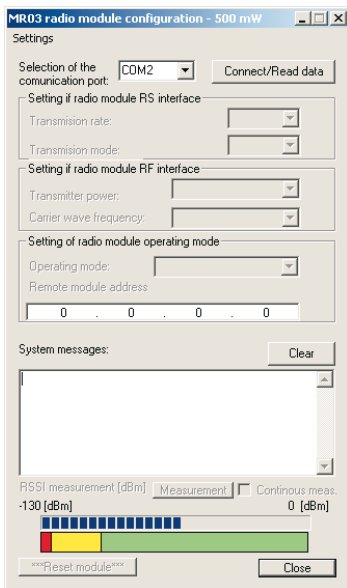 MR03 radio module configuration - 500 mW
Settings
Selection of the
comunication port:
COM2
Connect/Read data
Setting if radio module RS interface
Transmision rate:
Transmision mode:
Setting if radio module RF interface
Transmitter power:
Carrier wave frequency:
Setting of radio module operating mode
Operating mode:
Remote module address
0 . 0 . 0 . 0
System messages:
Clear
RSSI measurement [dBm]
Measurement
Continous meas.
-130 [dBm]
0 [dBm]
***Reset module***
Close